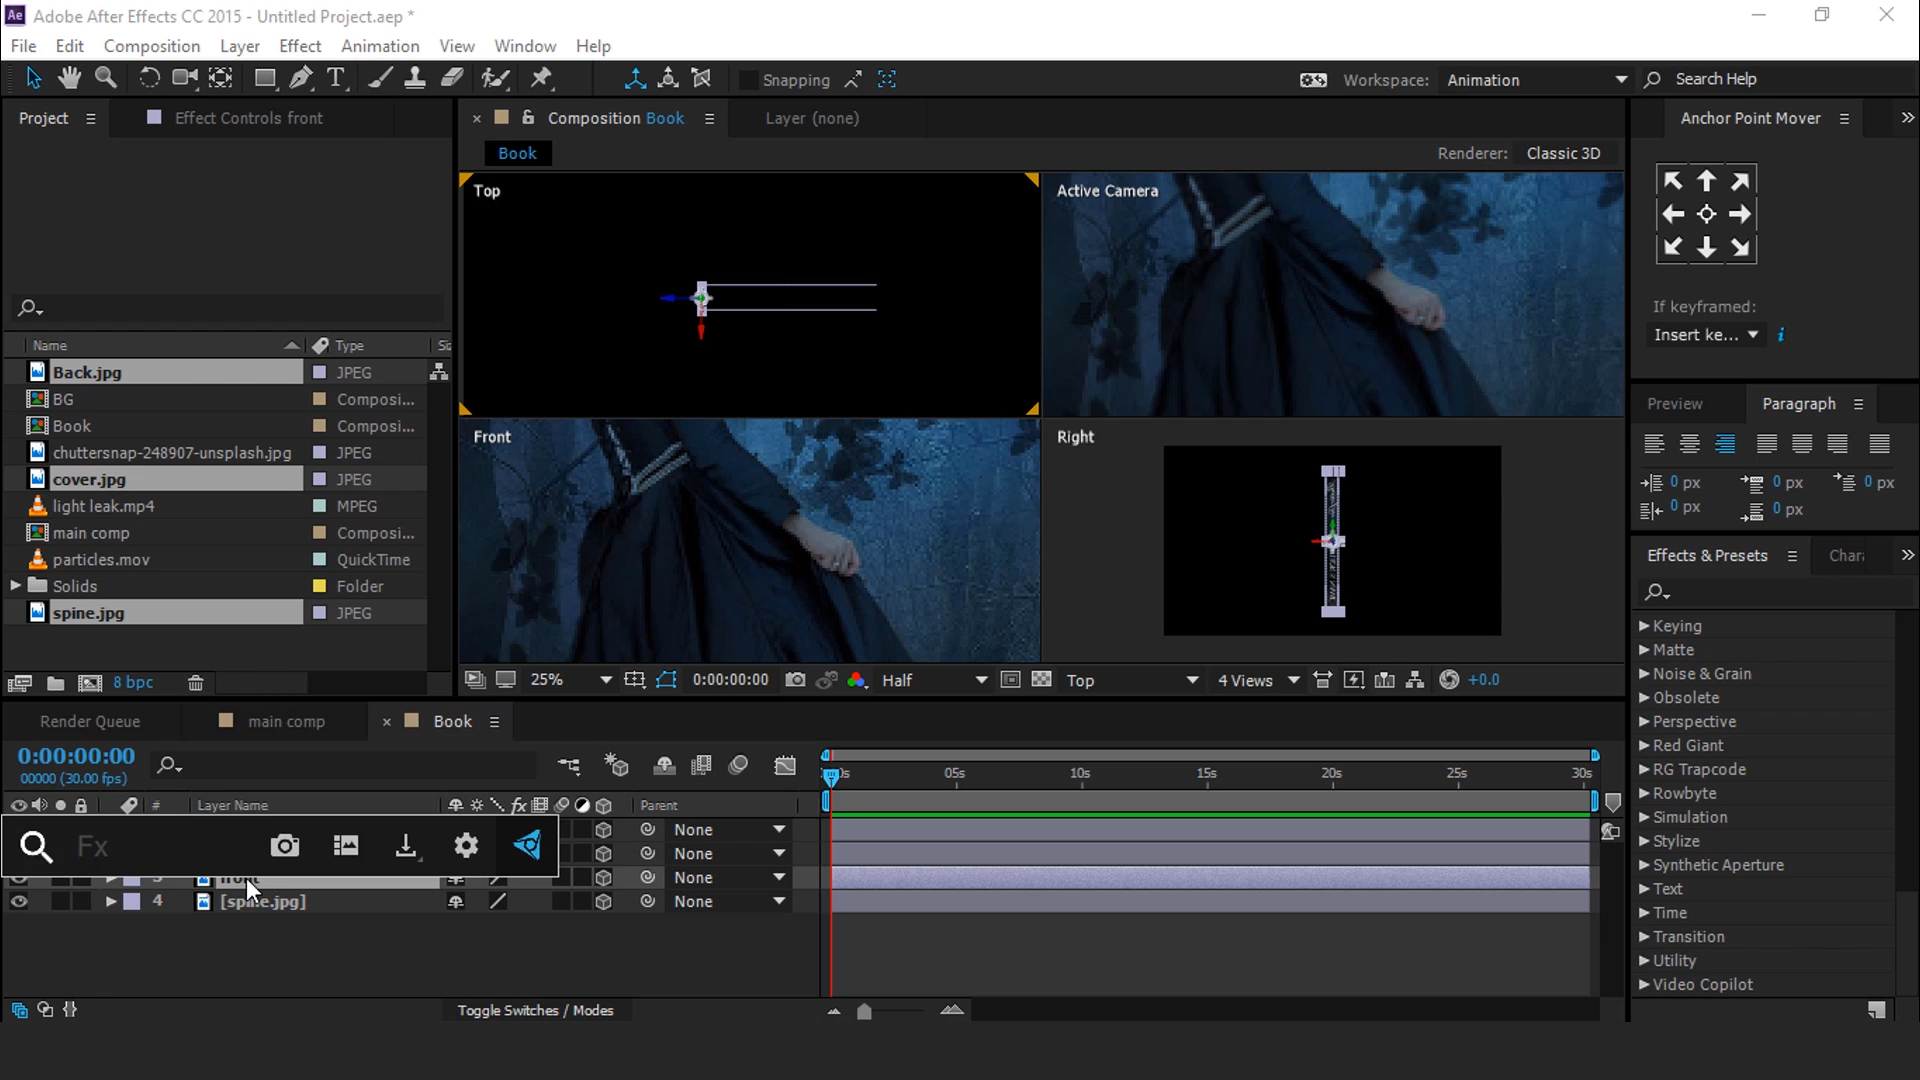 Ae Adobe After Effects CC 2015 - Untitled Project.aep *
File Edit Composition Layer Effect Animation View Window Help
T Snapping Workspace: Animation Search Help
Project Effect Controls front
Composition Book Layer (none)
Anchor Point Mover
Book Renderer: Classic 3D
Top
Active Camera
Front
Right
If keyframed:
Insert ke...
Name Type
Back.jpg JPEG
BG Composi...
Book Composi...
chuttersnap-248907-unsplash.jpg JPEG
cover.jpg JPEG
light leak.mp4 MPEG
main comp Composi...
particles.mov QuickTime
Solids Folder
spine.jpg JPEG
8 bpc
25% 0:00:00:00 Half Top 4 Views +0.0
Preview Paragraph
0 px 0 px 0 px
0 px 0 px
Effects & Presets
Keying
Matte
Noise & Grain
Obsolete
Perspective
Red Giant
RG Trapcode
Rowbyte
Simulation
Stylize
Synthetic Aperture
Text
Time
Transition
Utility
Video Copilot
Render Queue main comp Book
0:00:00:00
00000 (30.00 fps)
05s 10s 15s 20s 25s 30s
# Layer Name fx Parent
Fx
None
None
3 front None
4 [spine.jpg] None
Toggle Switches / Modes